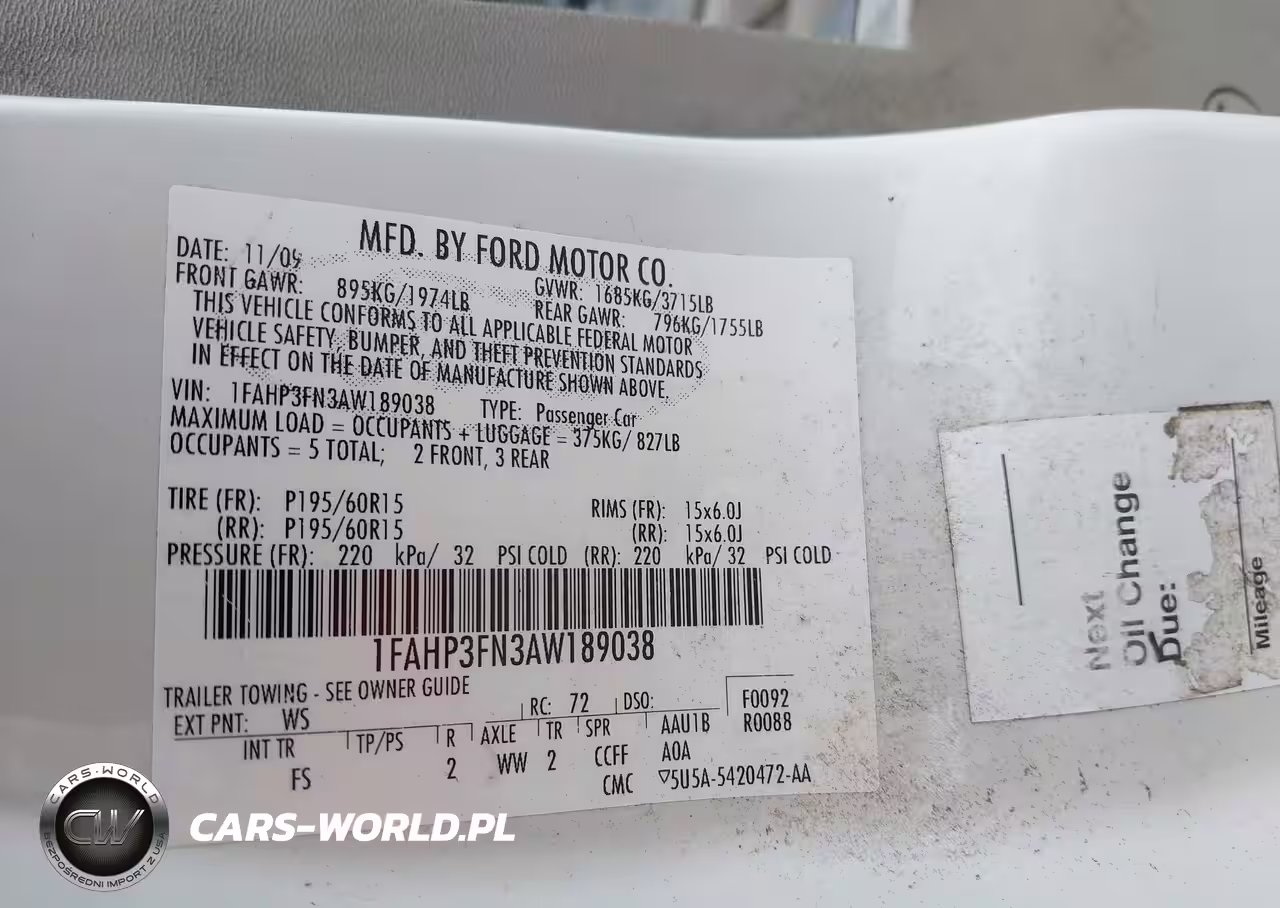 MFD. BY FORD MOTOR CO.
DATE: 11/09
GVWR: 1685KG/3715LB
FRONT GAWR: 895KG/1974LB
REAR GAWR: 796KG/1755LB
THIS VEHICLE CONFORMS TO ALL APPLICABLE FEDERAL MOTOR
VEHICLE SAFETY, BUMPER, AND THEFT PREVENTION STANDARDS
IN EFFECT ON THE DATE OF MANUFACTURE SHOWN ABOVE.
VIN: 1FAHP3FN3AW189038 TYPE: Passenger Car
MAXIMUM LOAD = OCCUPANTS + LUGGAGE = 375KG/ 827LB
OCCUPANTS = 5 TOTAL; 2 FRONT, 3 REAR
TIRE (FR): P195/60R15 RIMS (FR): 15x6.0J
(RR): P195/60R15 (RR): 15x6.0J
PRESSURE (FR): 220 kPa/ 32 PSI COLD (RR): 220 kPa/ 32 PSI COLD
1FAHP3FN3AW189038
TRAILER TOWING - SEE OWNER GUIDE
EXT PNT: WS RC: 72 DSO: F0092
R0088
INT TR TP/PS R AXLE TR SPR AAU1B
FS 2 WW 2 CCFF A0A
CMC ▽5U5A-5420472-AA
Next
Oil Change
Due:
Mileage
CARS-WORLD
CW
BEZPOŚREDNI IMPORT Z USA
CARS-WORLD.PL